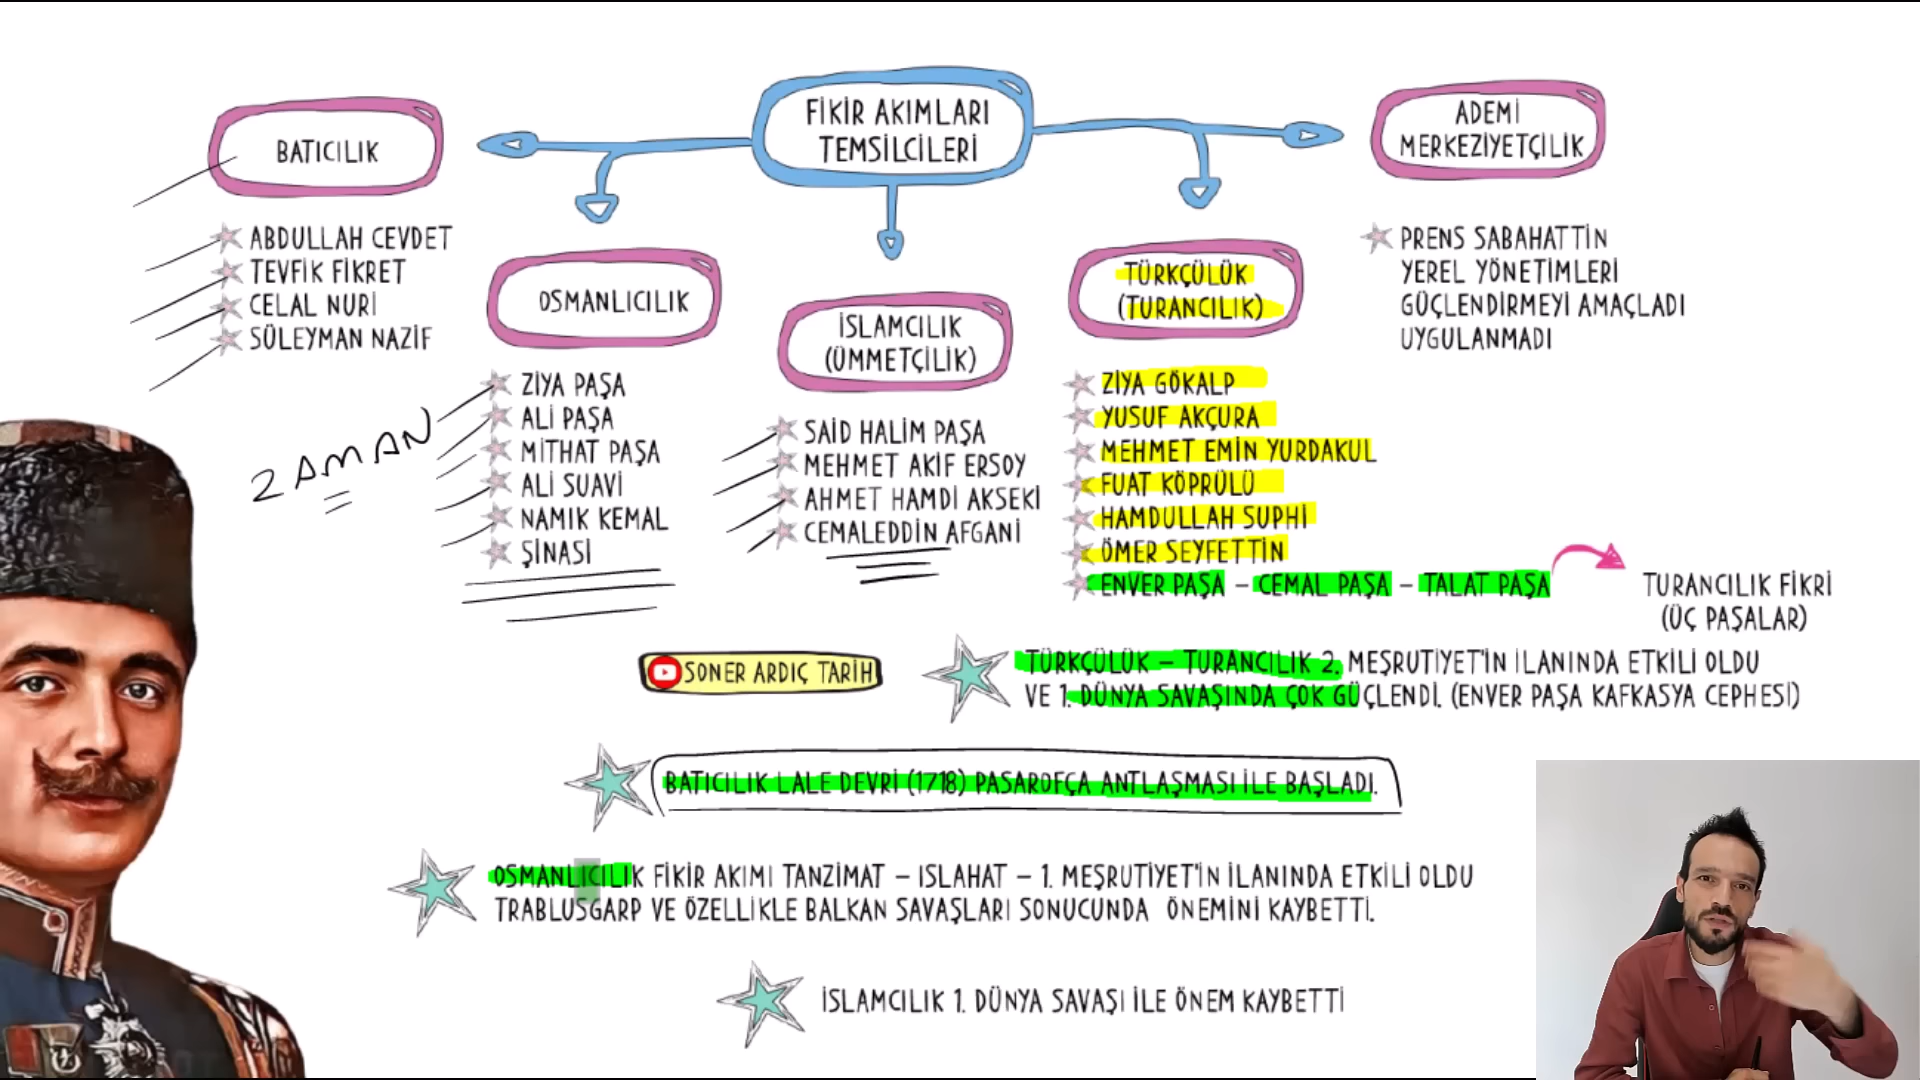 FİKİR AKIMLARI
TEMSİLCİLERİ
BATICILIK
ABDULLAH CEVDET
TEVFİK FİKRET
CELAL NURİ
SÜLEYMAN NAZİF
OSMANLICILIK
ZİYA PAŞA
ALİ PAŞA
MİTHAT PAŞA
ALİ SUAVİ
NAMIK KEMAL
ŞİNASİ
ZAMAN
İSLAMCILIK
(ÜMMETÇİLİK)
SAİD HALİM PAŞA
MEHMET AKİF ERSOY
AHMET HAMDİ AKSEKİ
CEMALEDDİN AFGANİ
TÜRKÇÜLÜK
(TURANCILIK)
ZİYA GÖKALP
YUSUF AKÇURA
MEHMET EMİN YURDAKUL
FUAT KÖPRÜLÜ
HAMDULLAH SUPHİ
ÖMER SEYFETTİN
ENVER PAŞA – CEMAL PAŞA – TALAT PAŞA
TURANCILIK FİKRİ
(ÜÇ PAŞALAR)
ADEMİ
MERKEZİYETÇİLİK
PRENS SABAHATTİN
YEREL YÖNETİMLERİ
GÜÇLENDİRMEYİ AMAÇLADI
UYGULANMADI
SONER ARDIÇ TARİH
TÜRKÇÜLÜK – TURANCILIK 2. MEŞRUTİYET'İN İLANINDA ETKİLİ OLDU
VE 1. DÜNYA SAVAŞINDA ÇOK GÜÇLENDİ. (ENVER PAŞA KAFKASYA CEPHESİ)
BATICILIK LALE DEVRİ (1718) PASAROFÇA ANTLAŞMASI İLE BAŞLADI.
OSMANLICILIK FİKİR AKIMI TANZİMAT – ISLAHAT – 1. MEŞRUTİYET'İN İLANINDA ETKİLİ OLDU
TRABLUSGARP VE ÖZELLİKLE BALKAN SAVAŞLARI SONUCUNDA ÖNEMİNİ KAYBETTİ.
İSLAMCILIK 1. DÜNYA SAVAŞI İLE ÖNEM KAYBETTİ